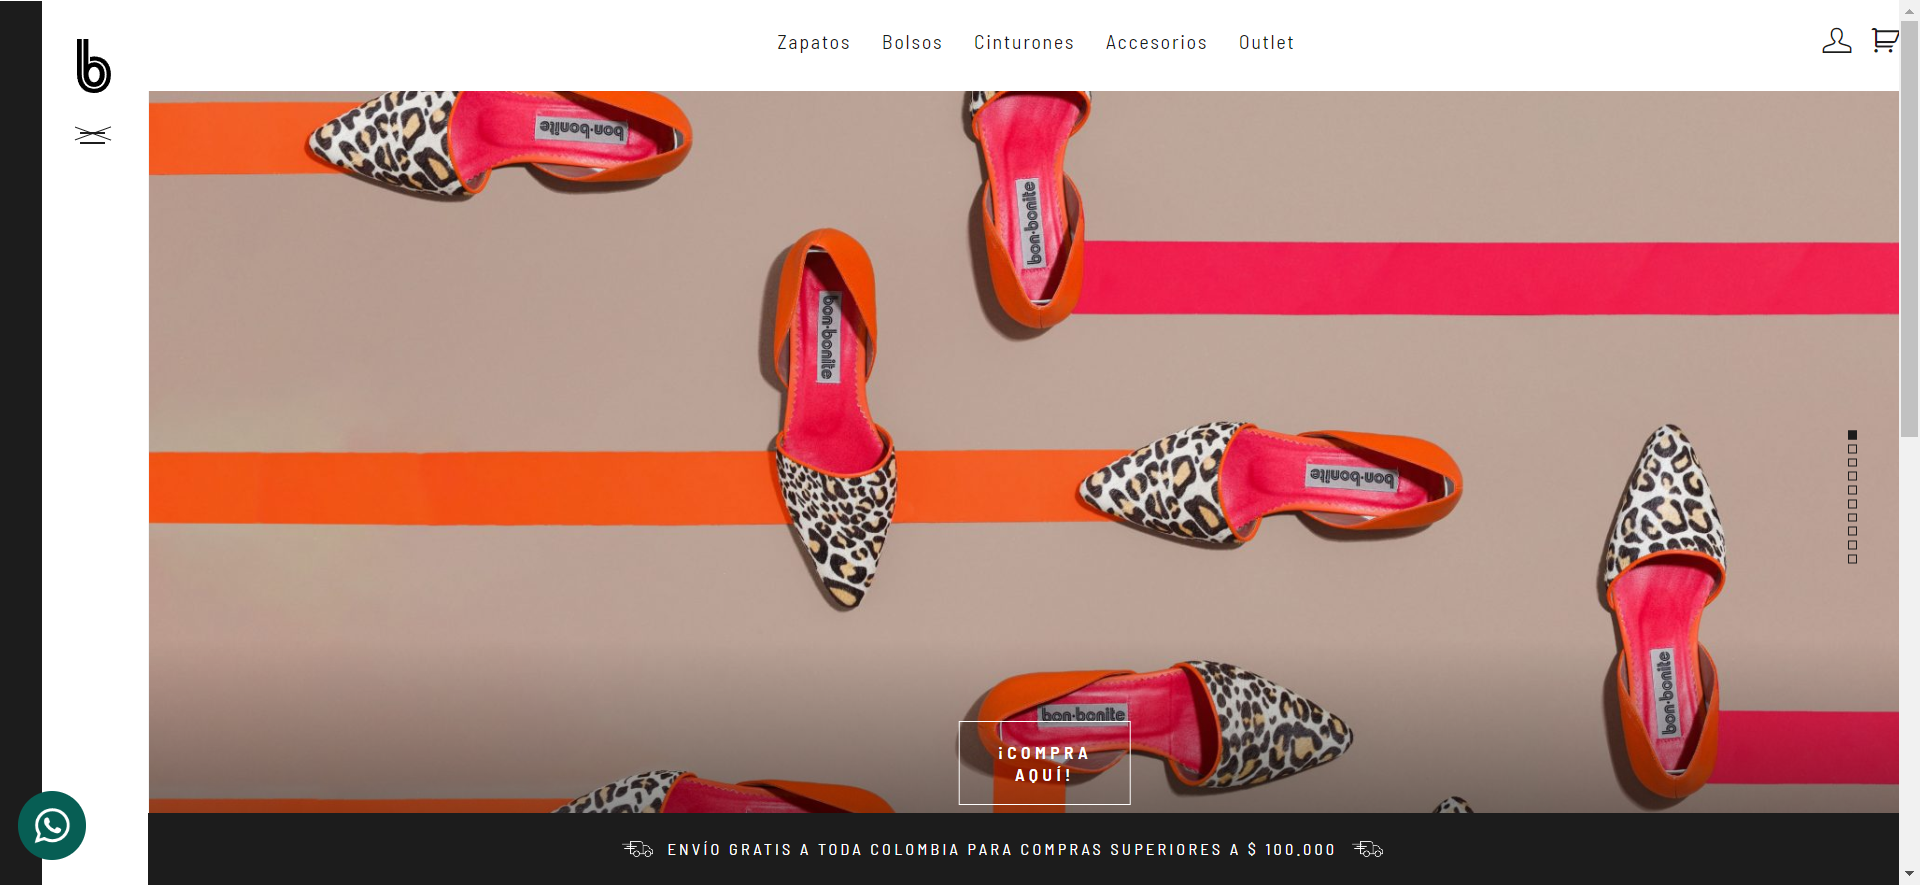 b
Zapatos Bolsos Cinturones Accesorios Outlet
bon·bonite
bon·bonite
bon·bonite
bon·bonite
bon·bonite
bon·bonite
¡COMPRA
AQUÍ!
ENVÍO GRATIS A TODA COLOMBIA PARA COMPRAS SUPERIORES A $ 100.000